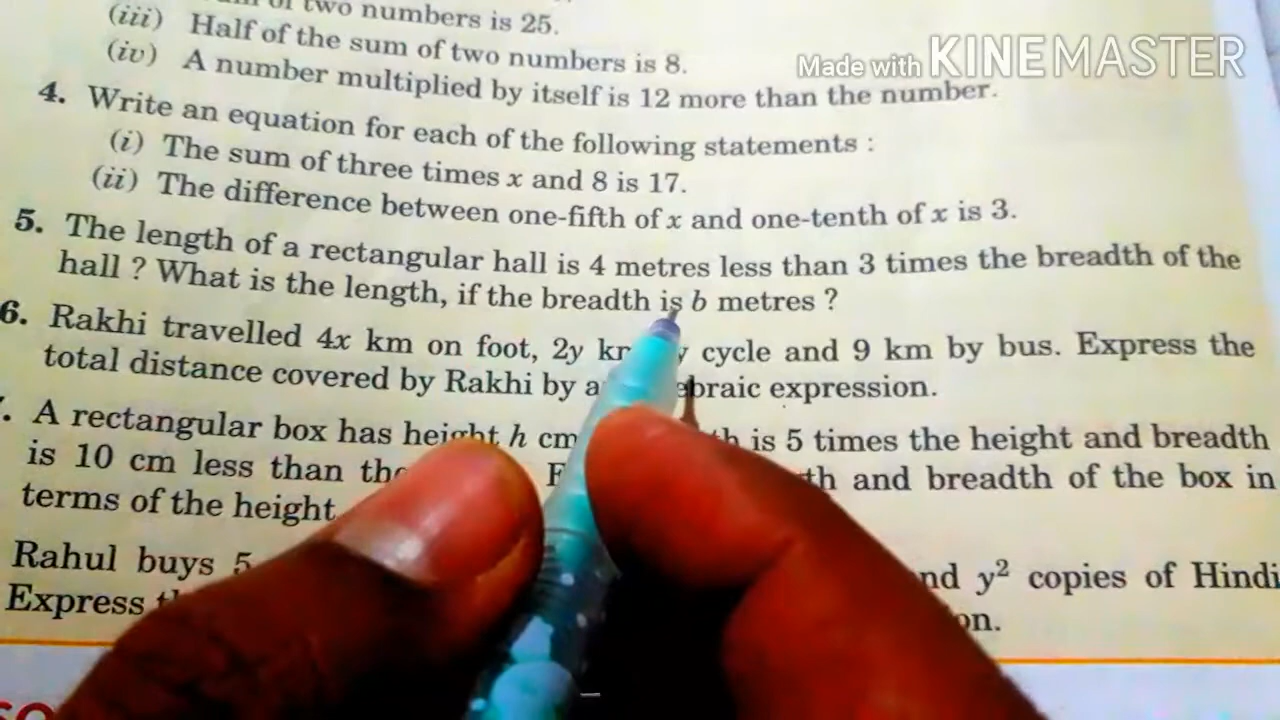 of two numbers is 25.
(iii) Half of the sum of two numbers is 8.
(iv) A number multiplied by itself is 12 more than the number.
Made with KINEMASTER
4. Write an equation for each of the following statements :
(i) The sum of three times x and 8 is 17.
(ii) The difference between one-fifth of x and one-tenth of x is 3.
5. The length of a rectangular hall is 4 metres less than 3 times the breadth of the
hall ? What is the length, if the breadth is b metres ?
6. Rakhi travelled 4x km on foot, 2y cycle and 9 km by bus. Express the
total distance covered by Rakhi by expression.
A rectangular box has height h cm is 5 times the height and breadth
is 10 cm less than and breadth of the box in
terms of the height
Rahul buys 5 y² copies of Hindi
Express